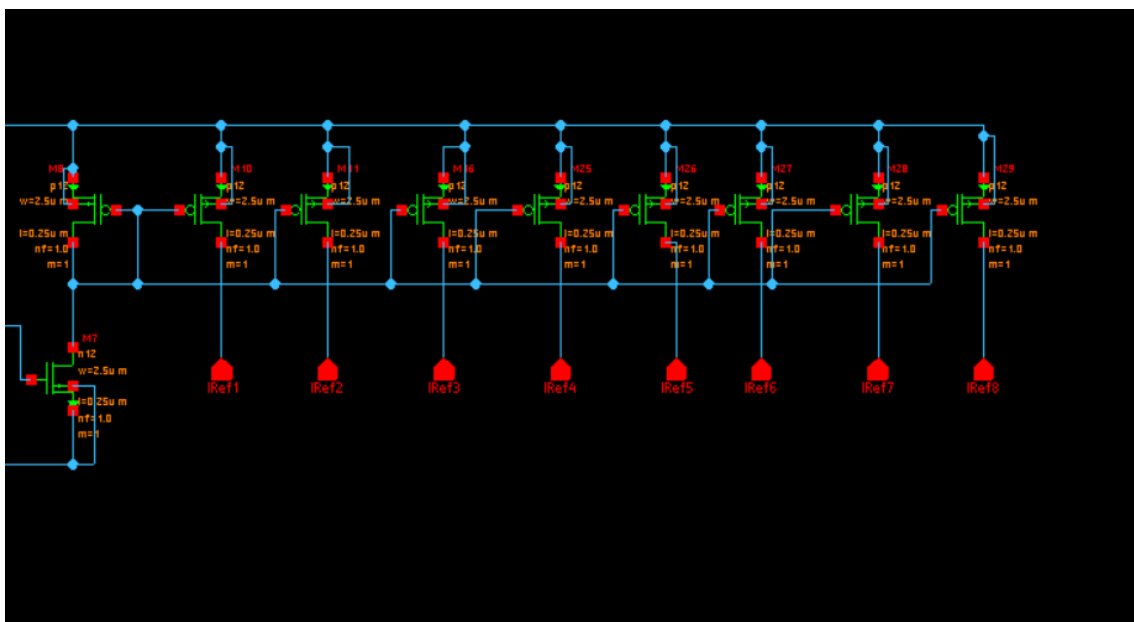 M8
p12
w=2.5u m
l=0.25u m
nf=1.0
m=1
M10
p12
w=2.5u m
l=0.25u m
nf=1.0
m=1
M11
p12
w=2.5u m
l=0.25u m
nf=1.0
m=1
p12
w=2.5u m
l=0.25u m
nf=1.0
m=1
M25
p12
w=2.5u m
l=0.25u m
nf=1.0
m=1
M26
p12
w=2.5u m
l=0.25u m
nf=1.0
m=1
M27
p12
w=2.5u m
l=0.25u m
nf=1.0
m=1
M28
p12
w=2.5u m
l=0.25u m
nf=1.0
m=1
M29
p12
w=2.5u m
l=0.25u m
nf=1.0
m=1
M7
n12
w=2.5u m
l=0.25u m
nf=1.0
m=1
IRef1
IRef2
IRef3
IRef4
IRef5
IRef6
IRef7
IRef8